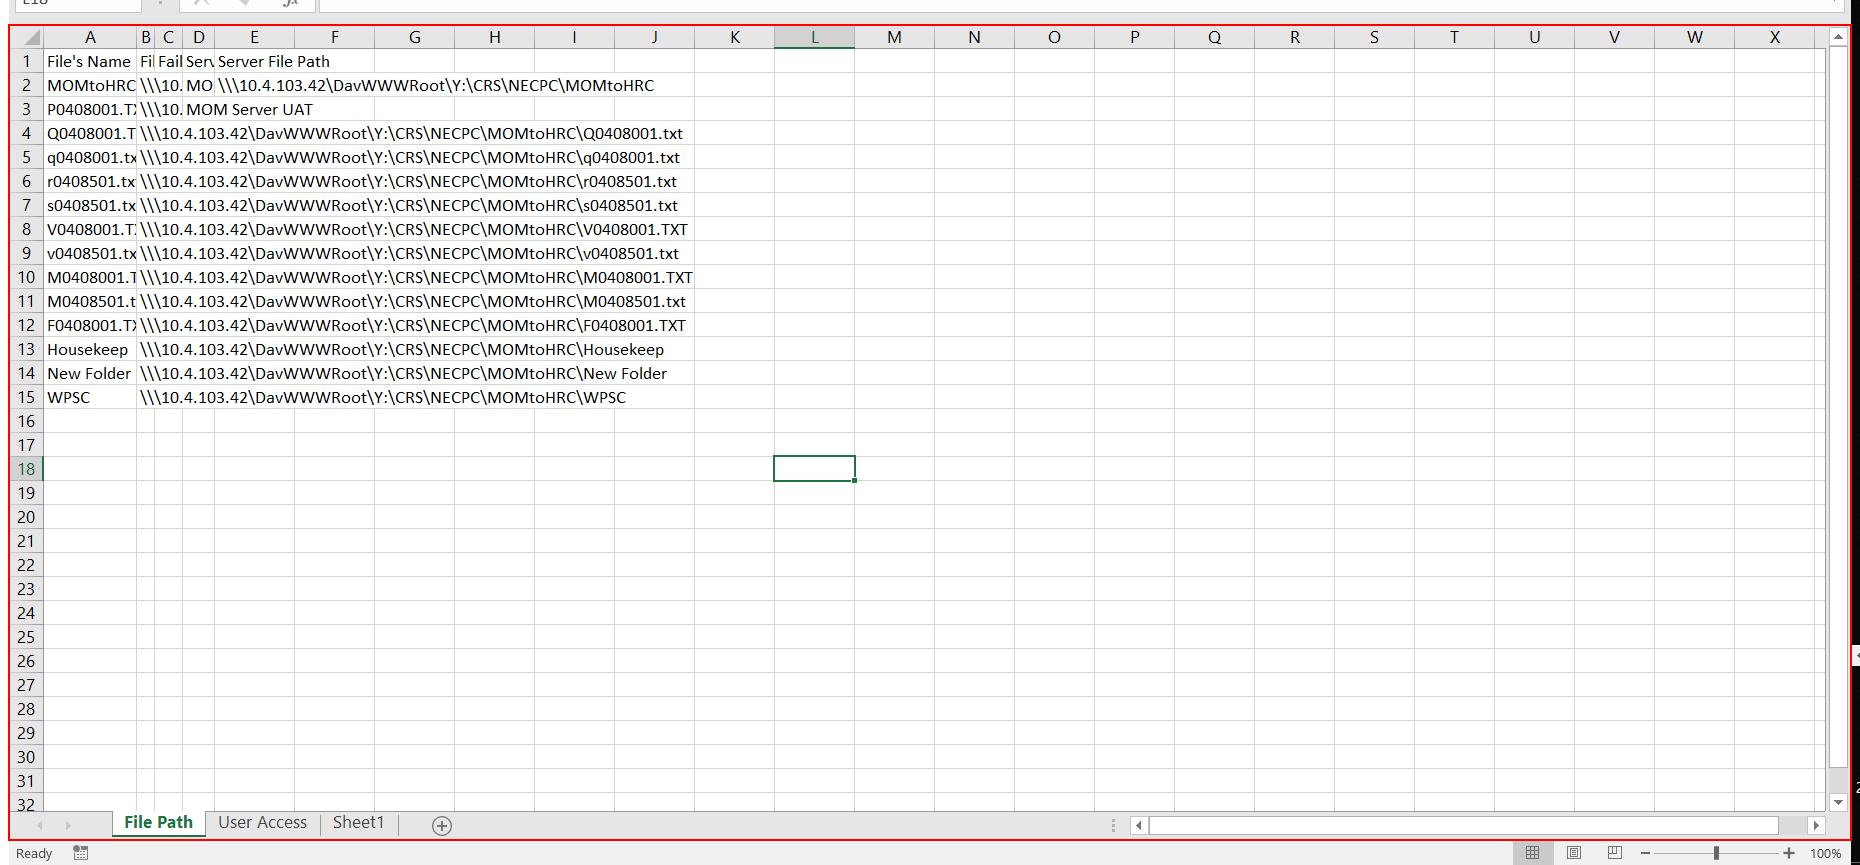 A B C D E F G H I J K L M N O P Q R S T U V W X
1 File's Name Fil Fail Serv Server File Path
2 MOMtoHRC \\\10. MO \\\10.4.103.42\DavWWWRoot\Y:\CRS\NECPC\MOMtoHRC
3 P0408001.TX \\\10. MOM Server UAT
4 Q0408001.T \\\10.4.103.42\DavWWWRoot\Y:\CRS\NECPC\MOMtoHRC\Q0408001.txt
5 q0408001.tx \\\10.4.103.42\DavWWWRoot\Y:\CRS\NECPC\MOMtoHRC\q0408001.txt
6 r0408501.tx \\\10.4.103.42\DavWWWRoot\Y:\CRS\NECPC\MOMtoHRC\r0408501.txt
7 s0408501.tx \\\10.4.103.42\DavWWWRoot\Y:\CRS\NECPC\MOMtoHRC\s0408501.txt
8 V0408001.T \\\10.4.103.42\DavWWWRoot\Y:\CRS\NECPC\MOMtoHRC\V0408001.TXT
9 v0408501.tx \\\10.4.103.42\DavWWWRoot\Y:\CRS\NECPC\MOMtoHRC\v0408501.txt
10 M0408001.T \\\10.4.103.42\DavWWWRoot\Y:\CRS\NECPC\MOMtoHRC\M0408001.TXT
11 M0408501.t \\\10.4.103.42\DavWWWRoot\Y:\CRS\NECPC\MOMtoHRC\M0408501.txt
12 F0408001.TX \\\10.4.103.42\DavWWWRoot\Y:\CRS\NECPC\MOMtoHRC\F0408001.TXT
13 Housekeep \\\10.4.103.42\DavWWWRoot\Y:\CRS\NECPC\MOMtoHRC\Housekeep
14 New Folder \\\10.4.103.42\DavWWWRoot\Y:\CRS\NECPC\MOMtoHRC\New Folder
15 WPSC \\\10.4.103.42\DavWWWRoot\Y:\CRS\NECPC\MOMtoHRC\WPSC
16
17
18
19
20
21
22
23
24
25
26
27
28
29
30
31
32
File Path User Access Sheet1
Ready 100%